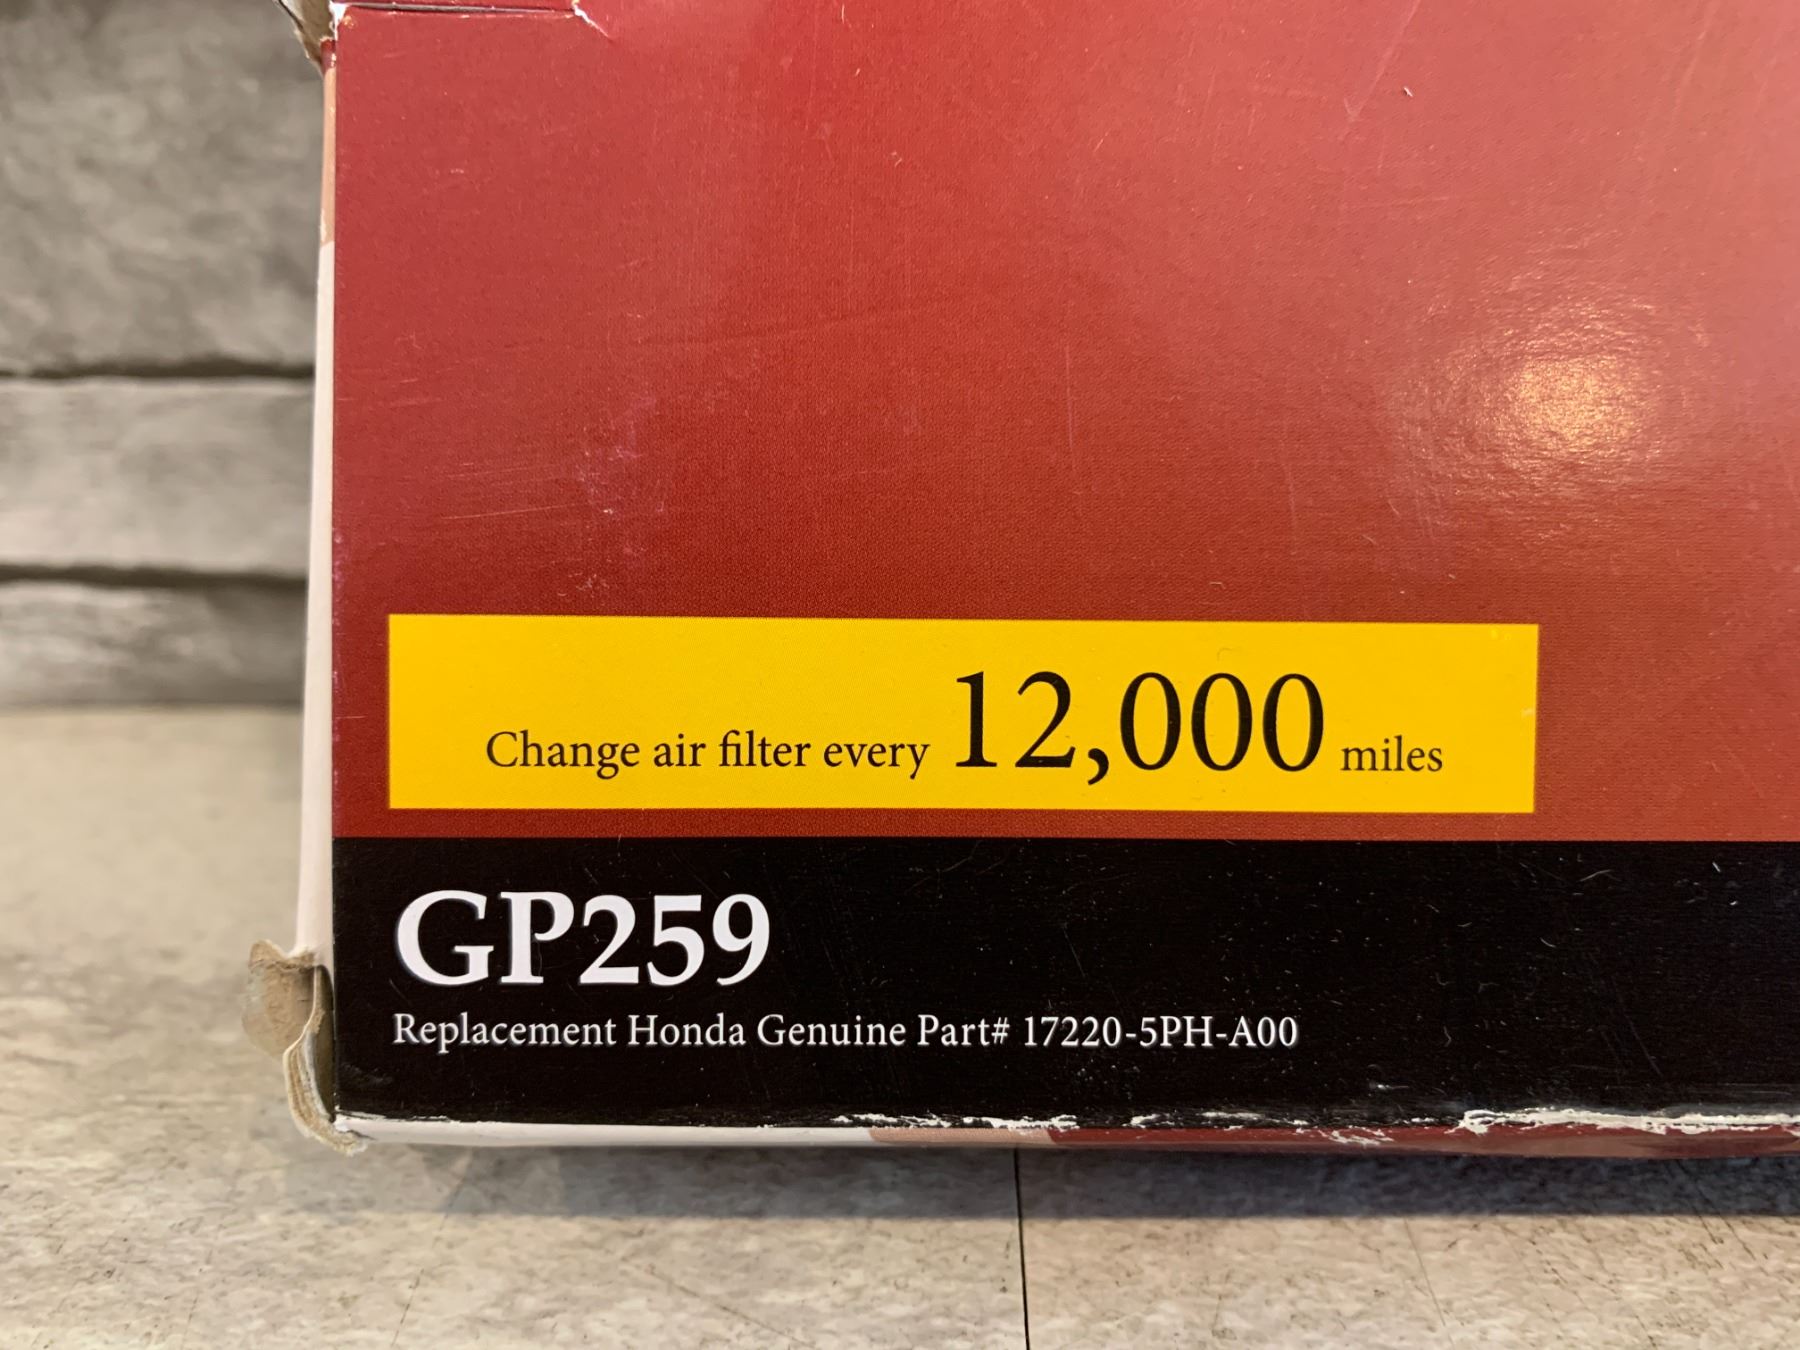 Change air filter every 12,000 miles
GP259
Replacement Honda Genuine Part# 17220-5PH-A00